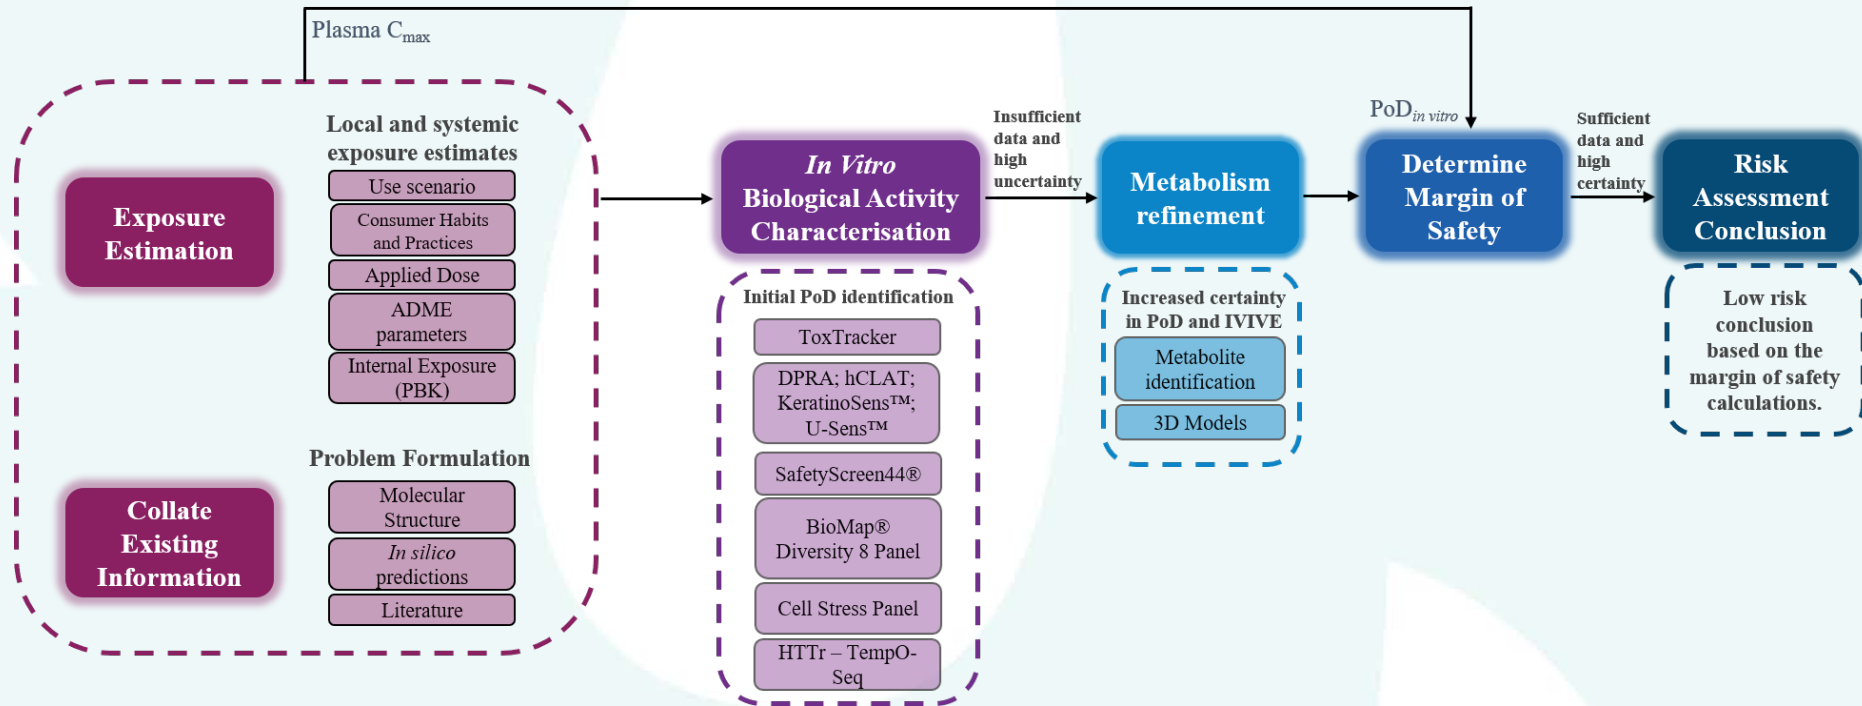 Plasma Cmax
Local and systemic
exposure estimates
Exposure
Estimation
Use scenario
Consumer Habits
and Practices
Applied Dose
ADME
parameters
Internal Exposure
(PBK)
Problem Formulation
Collate
Existing
Information
Molecular
Structure
In silico
predictions
Literature
In Vitro
Biological Activity
Characterisation
Initial PoD identification
ToxTracker
DPRA; hCLAT;
KeratinoSens™;
U-Sens™
SafetyScreen44®
BioMap®
Diversity 8 Panel
Cell Stress Panel
HTTr – TempO-
Seq
Insufficient
data and
high
uncertainty
Metabolism
refinement
Increased certainty
in PoD and IVIVE
Metabolite
identification
3D Models
PoDin vitro
Determine
Margin of
Safety
Sufficient
data and
high
certainty
Risk
Assessment
Conclusion
Low risk
conclusion
based on the
margin of safety
calculations.